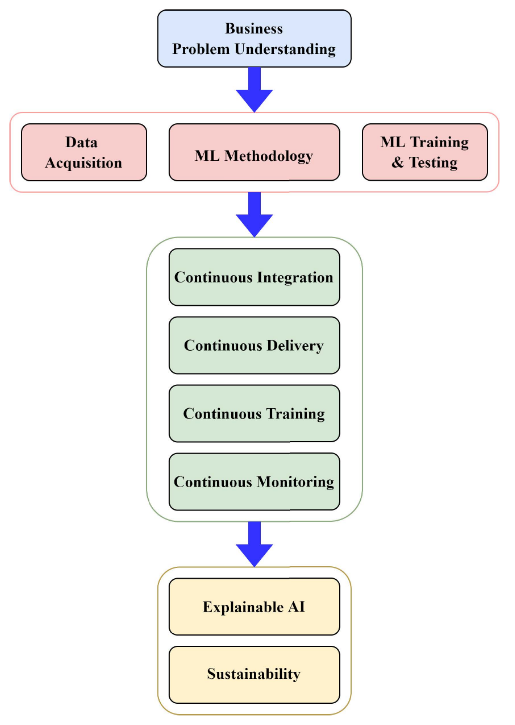 Business
Problem Understanding
Data
Acquisition
ML Methodology
ML Training
& Testing
Continuous Integration
Continuous Delivery
Continuous Training
Continuous Monitoring
Explainable AI
Sustainability